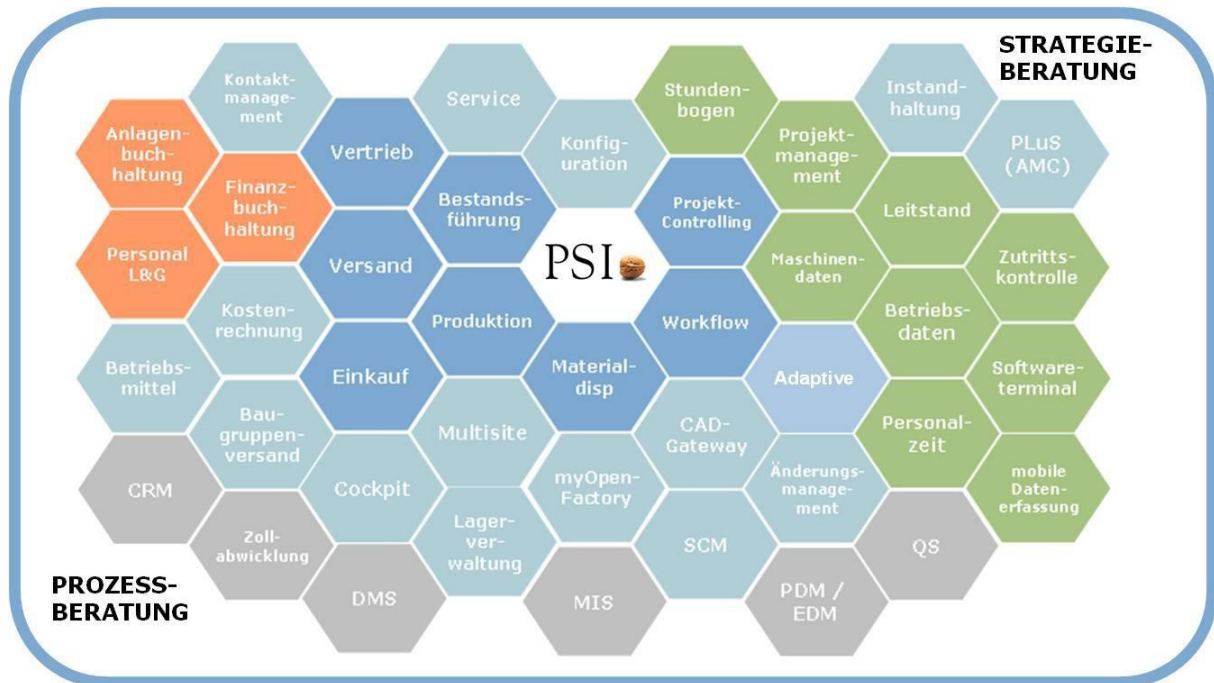 STRATEGIE-
BERATUNG
Kontakt-
manage-
ment
Service
Stunden-
bogen
Instand-
haltung
Anlagen-
buch-
haltung
Vertrieb
Konfig-
uration
Projekt-
manage-
ment
PLuS
(AMC)
Finanz-
buch-
haltung
Bestands-
führung
Projekt-
Controlling
Leitstand
Personal
L&G
Versand
PSI
Maschinen-
daten
Zutritts-
kontrolle
Kosten-
rechnung
Produktion
Workflow
Betriebs-
daten
Betriebs-
mittel
Einkauf
Material-
disp
Adaptive
Software-
terminal
Bau-
gruppen-
versand
Multisite
CAD-
Gateway
Personal-
zeit
CRM
Cockpit
myOpen-
Factory
Änderungs-
manage-
ment
mobile
Daten-
erfassung
Zoll-
abwicklung
Lager-
ver-
waltung
SCM
QS
PROZESS-
BERATUNG
DMS
MIS
PDM /
EDM